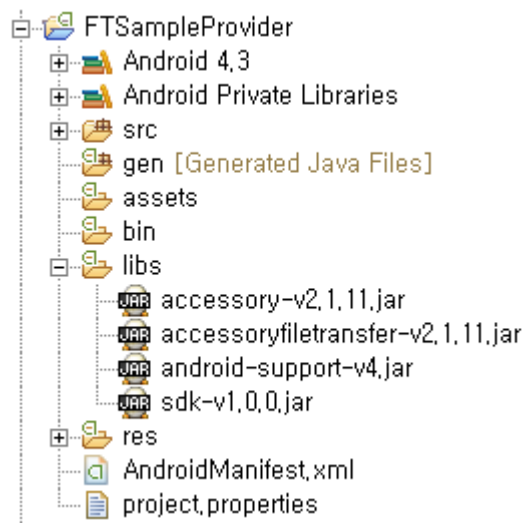 FTSampleProvider
Android 4.3
Android Private Libraries
src
gen [Generated Java Files]
assets
bin
libs
accessory-v2.1.11.jar
accessoryfiletransfer-v2.1.11.jar
android-support-v4.jar
sdk-v1.0.0.jar
res
AndroidManifest.xml
project.properties